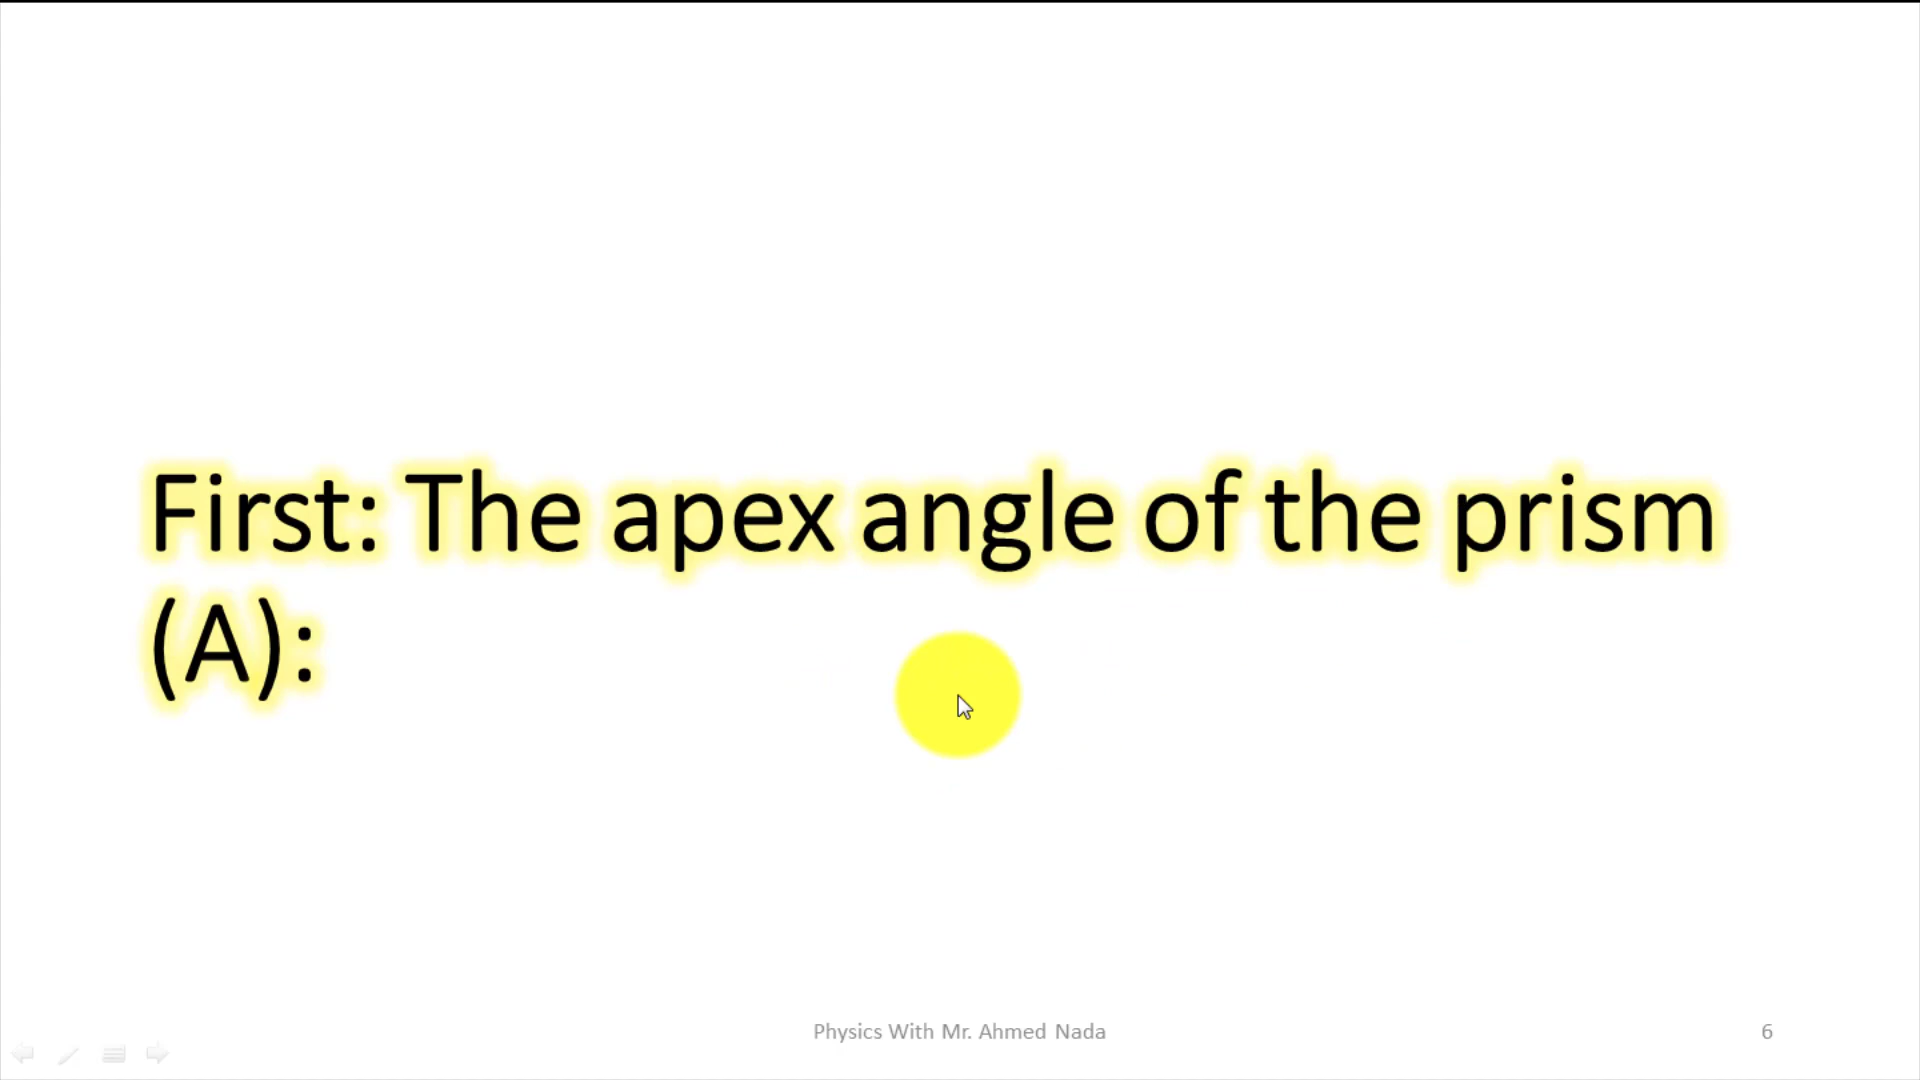 First: The apex angle of the prism
(A):
Physics With Mr. Ahmed Nada
6